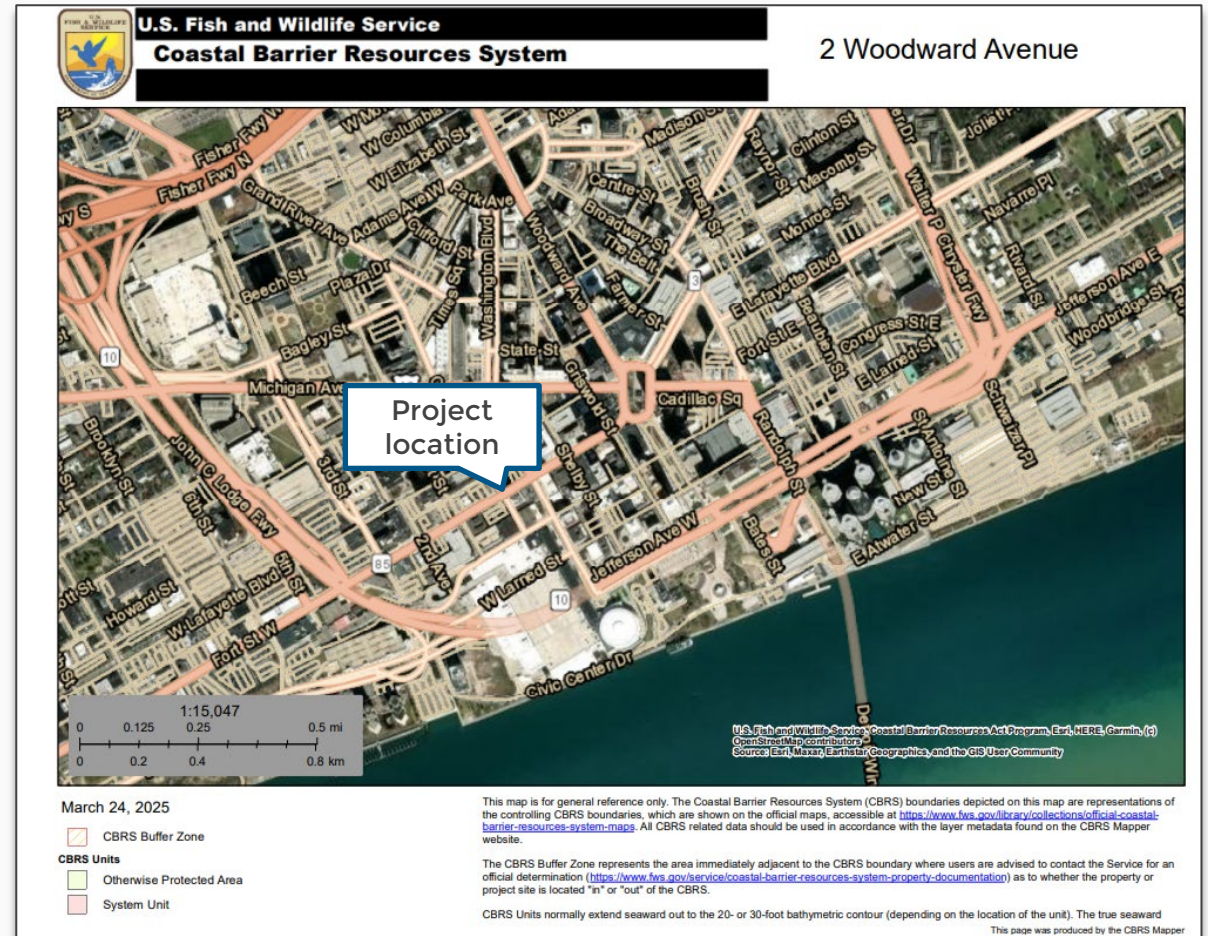 U.S.
FISH & WILDLIFE
SERVICE
U.S. Fish and Wildlife Service
Coastal Barrier Resources System
2 Woodward Avenue
Fisher Fwy W
W Columbia
Madison St
Clinton St
Fisher Fwy N
W Elizabeth St
Raynor St
Macomb St
Grand River Ave
Adams Ave W
Park Ave
Centre St
Brush St
Walter P Chrysler Fwy
Navarre Pl
Clifford St
Woodward Ave
Broadway St
Monroe St
The Belt
Rivard St
Jefferson Ave E
Plaza Dr
Times Sq
Washington Blvd
Farmer St
3
E Lafayette Blvd
Woodbridge St
Beech St
Beaubien St
Congress St E
Bagley St
State St
Fort St E
E Larned St
10
Michigan Ave
Griswold St
Cadillac Sq
Project
location
Schweizer Pl
Brooklyn St
John C Lodge Fwy
3rd St
Shelby St
Randolph St
St Antoine St
6th St
New St
85
2nd Ave
Jefferson Ave W
Bates St
E Atwater St
5th St
W Larned St
Howard St
W Lafayette Blvd
10
Fort St W
Civic Center Dr
1:15,047
0 0.125 0.25 0.5 mi
0 0.2 0.4 0.8 km
U.S. Fish and Wildlife Service, Coastal Barrier Resources Act Program, Esri, HERE, Garmin, (c)
OpenStreetMap contributors
Source: Esri, Maxar, Earthstar Geographics, and the GIS User Community
March 24, 2025
CBRS Buffer Zone
CBRS Units
Otherwise Protected Area
System Unit
This map is for general reference only. The Coastal Barrier Resources System (CBRS) boundaries depicted on this map are representations of
the controlling CBRS boundaries, which are shown on the official maps, accessible at https://www.fws.gov/library/collections/official-coastal-
barrier-resources-system-maps. All CBRS related data should be used in accordance with the layer metadata found on the CBRS Mapper
website.
The CBRS Buffer Zone represents the area immediately adjacent to the CBRS boundary where users are advised to contact the Service for an
official determination (https://www.fws.gov/service/coastal-barrier-resources-system-property-documentation) as to whether the property or
project site is located "in" or "out" of the CBRS.
CBRS Units normally extend seaward out to the 20- or 30-foot bathymetric contour (depending on the location of the unit). The true seaward
This page was produced by the CBRS Mapper